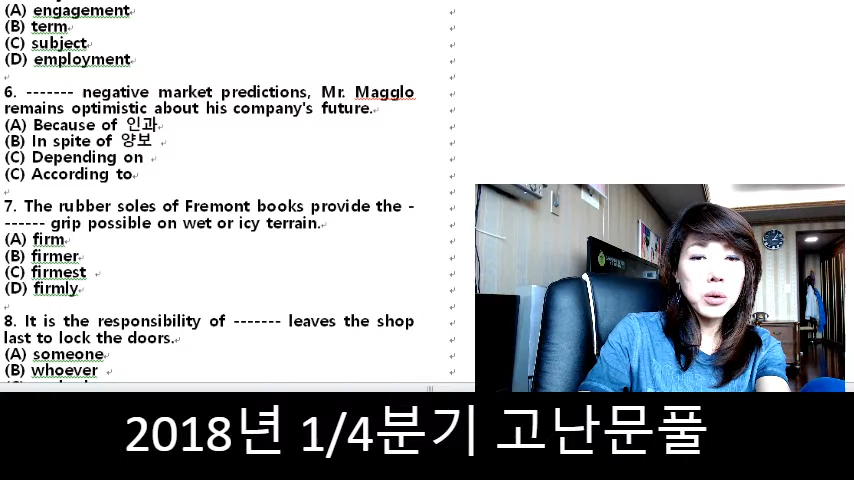 (A) engagement
(B) term
(C) subject
(D) employment
6. ------- negative market predictions, Mr. Magglo
remains optimistic about his company's future.
(A) Because of 인과
(B) In spite of 양보
(C) Depending on
(C) According to
7. The rubber soles of Fremont books provide the -
------ grip possible on wet or icy terrain.
(A) firm
(B) firmer
(C) firmest
(D) firmly
8. It is the responsibility of ------- leaves the shop
last to lock the doors.
(A) someone
(B) whoever
2018년 1/4분기 고난문풀